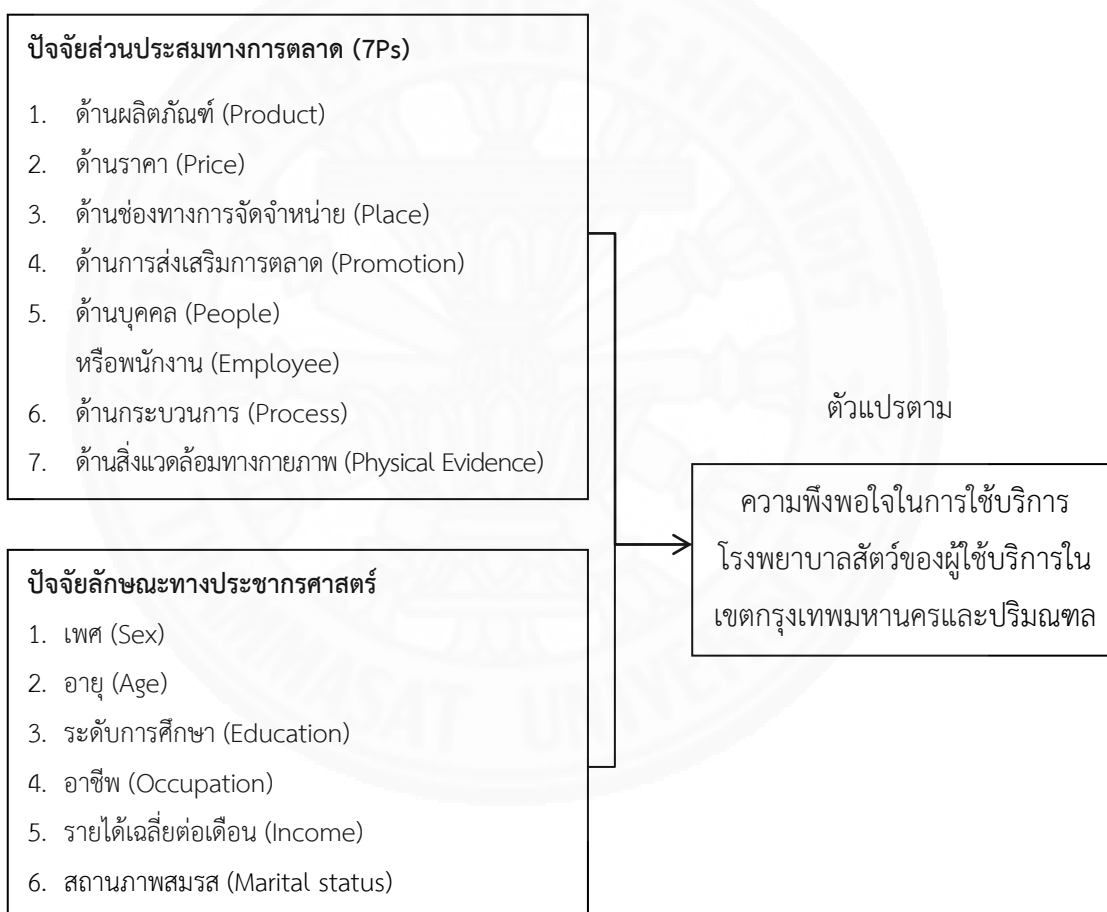 ปัจจัยส่วนประสมทางการตลาด (7Ps)
1. ด้านผลิตภัณฑ์ (Product)
2. ด้านราคา (Price)
3. ด้านช่องทางการจัดจำหน่าย (Place)
4. ด้านการส่งเสริมการตลาด (Promotion)
5. ด้านบุคคล (People)
หรือพนักงาน (Employee)
6. ด้านกระบวนการ (Process)
7. ด้านสิ่งแวดล้อมทางกายภาพ (Physical Evidence)
ปัจจัยลักษณะทางประชากรศาสตร์
1. เพศ (Sex)
2. อายุ (Age)
3. ระดับการศึกษา (Education)
4. อาชีพ (Occupation)
5. รายได้เฉลี่ยต่อเดือน (Income)
6. สถานภาพสมรส (Marital status)
ตัวแปรตาม
ความพึงพอใจในการใช้บริการ
โรงพยาบาลสัตว์ของผู้ใช้บริการใน
เขตกรุงเทพมหานครและปริมณฑล